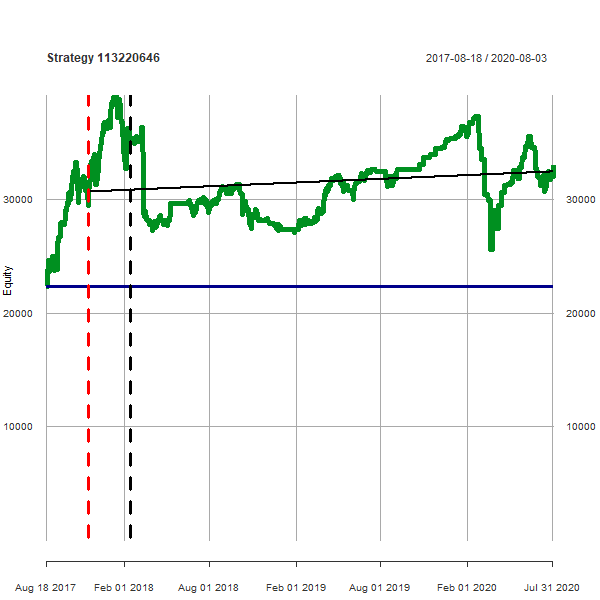 Strategy 113220646
2017-08-18 / 2020-08-03
Equity
30000
30000
20000
20000
10000
10000
Aug 18 2017
Feb 01 2018
Aug 01 2018
Feb 01 2019
Aug 01 2019
Feb 01 2020
Jul 31 2020